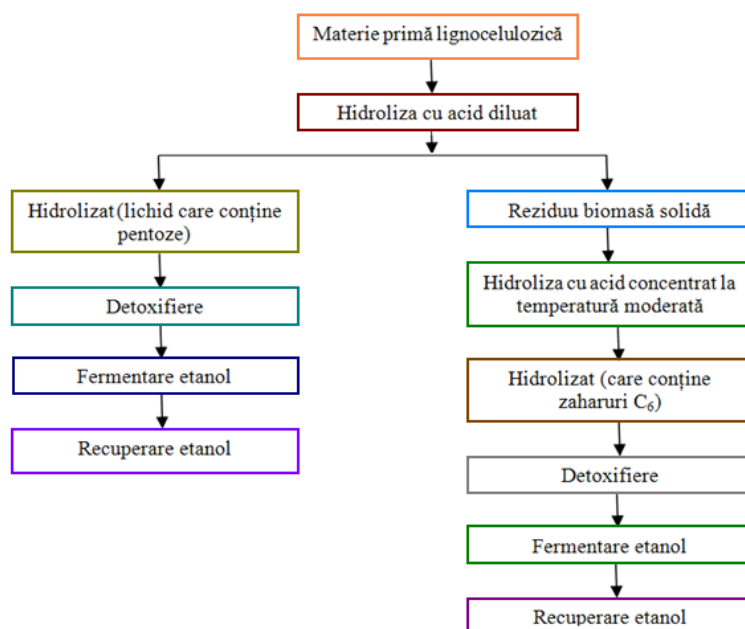 Materie primă lignocelulozică
Hidroliza cu acid diluat
Hidrolizat (lichid care conține
pentoze)
Detoxifiere
Fermentare etanol
Recuperare etanol
Reziduu biomasă solidă
Hidroliza cu acid concentrat la
temperatură moderată
Hidrolizat (care conține
zaharuri C₆)
Detoxifiere
Fermentare etanol
Recuperare etanol